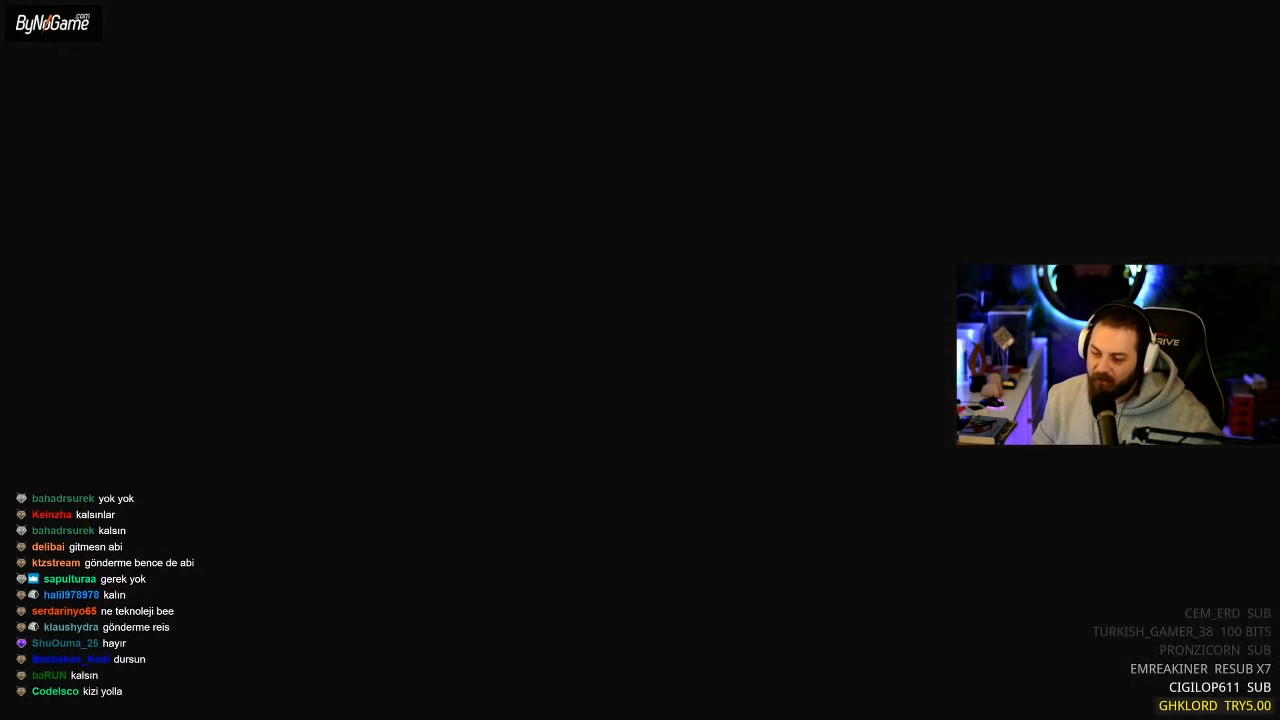 ByNoGame
.com
RIVE
bahadrsurek yok yok
Keinzha kalsınlar
bahadrsurek kalsın
delibai gitmesn abi
ktzstream gönderme bence de abi
sapulturaa gerek yok
halil978978 kalın
serdarinyo65 ne teknoleji bee
klaushydra gönderme reis
ShuOuma_25 hayır
Basbakan_Kedi dursun
baRUN kalsın
Codelsco kizi yolla
CEM_ERD SUB
TURKISH_GAMER_38 100 BITS
PRONZICORN SUB
EMREAKINER RESUB X7
CIGILOP611 SUB
GHKLORD TRY5,00